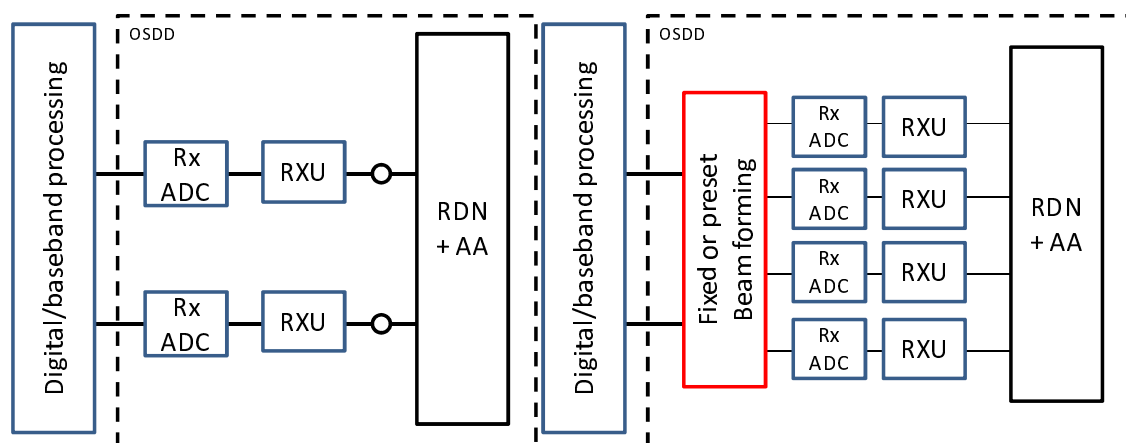 OSDD
Digital/baseband processing
Rx
ADC
RXU
Rx
ADC
RXU
RDN
+ AA
OSDD
Digital/baseband processing
Fixed or preset
Beam forming
Rx
ADC
RXU
Rx
ADC
RXU
Rx
ADC
RXU
Rx
ADC
RXU
RDN
+ AA